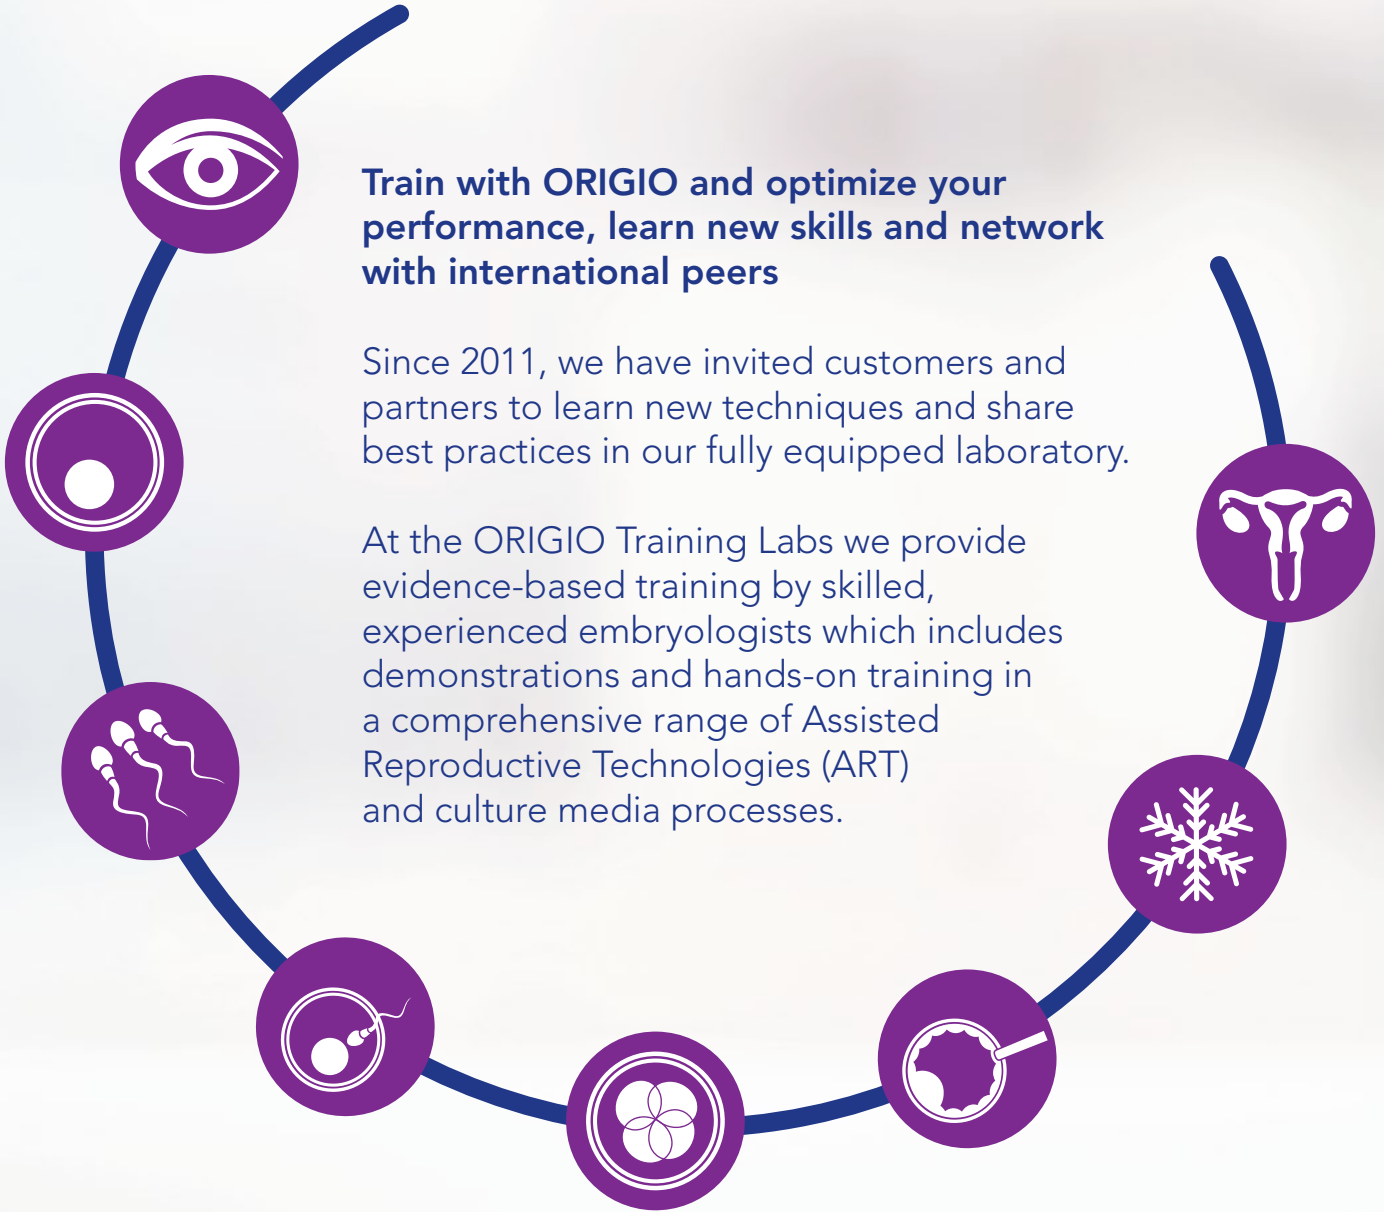 Train with ORIGIO and optimize your
performance, learn new skills and network
with international peers
Since 2011, we have invited customers and
partners to learn new techniques and share
best practices in our fully equipped laboratory.
At the ORIGIO Training Labs we provide
evidence-based training by skilled,
experienced embryologists which includes
demonstrations and hands-on training in
a comprehensive range of Assisted
Reproductive Technologies (ART)
and culture media processes.